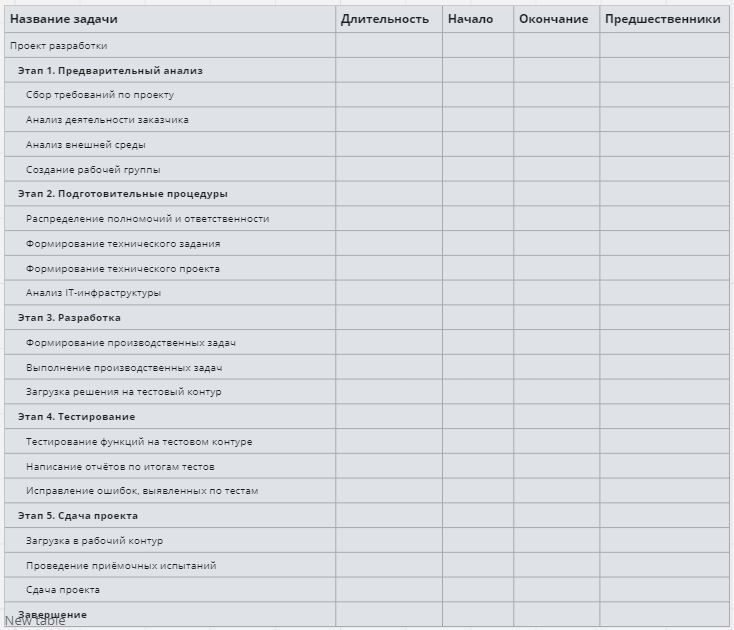 Название задачи Длительность Начало Окончание Предшественники
Проект разработки
Этап 1. Предварительный анализ
Сбор требований по проекту
Анализ деятельности заказчика
Анализ внешней среды
Создание рабочей группы
Этап 2. Подготовительные процедуры
Распределение полномочий и ответственности
Формирование технического задания
Формирование технического проекта
Анализ IT-инфраструктуры
Этап 3. Разработка
Формирование производственных задач
Выполнение производственных задач
Загрузка решения на тестовый контур
Этап 4. Тестирование
Тестирование функций на тестовом контуре
Написание отчётов по итогам тестов
Исправление ошибок, выявленных по тестам
Этап 5. Сдача проекта
Загрузка в рабочий контур
Проведение приёмочных испытаний
Сдача проекта
Завершение
New table